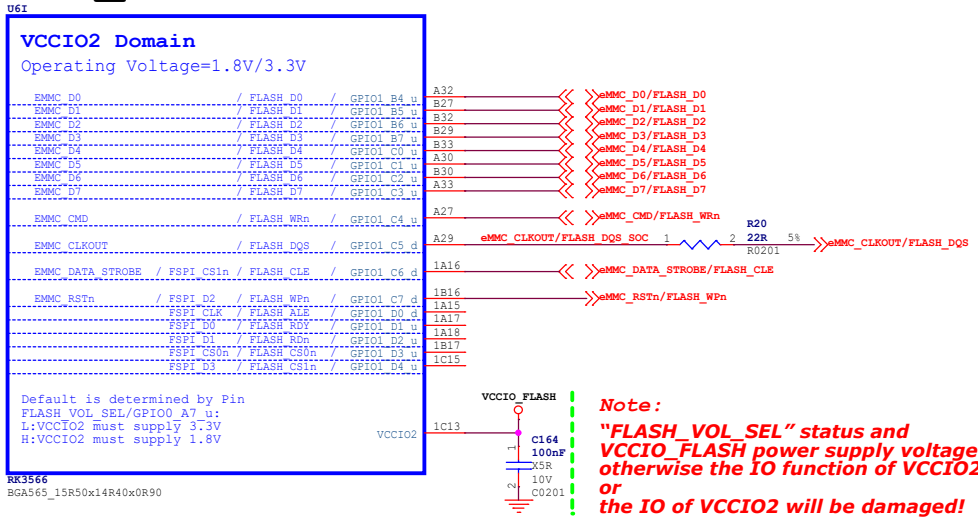 U6I
VCCIO2 Domain
Operating Voltage=1.8V/3.3V
EMMC_D0 / FLASH_D0 / GPIO1_B4_u A32 eMMC_D0/FLASH_D0
EMMC_D1 / FLASH_D1 / GPIO1_B5_u B27 eMMC_D1/FLASH_D1
EMMC_D2 / FLASH_D2 / GPIO1_B6_u B32 eMMC_D2/FLASH_D2
EMMC_D3 / FLASH_D3 / GPIO1_B7_u B29 eMMC_D3/FLASH_D3
EMMC_D4 / FLASH_D4 / GPIO1_C0_u B33 eMMC_D4/FLASH_D4
EMMC_D5 / FLASH_D5 / GPIO1_C1_u A30 eMMC_D5/FLASH_D5
EMMC_D6 / FLASH_D6 / GPIO1_C2_u B30 eMMC_D6/FLASH_D6
EMMC_D7 / FLASH_D7 / GPIO1_C3_u A33 eMMC_D7/FLASH_D7
EMMC_CMD / FLASH_WRn / GPIO1_C4_u A27 eMMC_CMD/FLASH_WRn
R20
EMMC_CLKOUT / FLASH_DQS / GPIO1_C5_d A29 eMMC_CLKOUT/FLASH_DQS_SOC 1 2 22R 5% eMMC_CLKOUT/FLASH_DQS
R0201
EMMC_DATA_STROBE / FSPI_CS1n / FLASH_CLE / GPIO1_C6_d 1A16 eMMC_DATA_STROBE/FLASH_CLE
EMMC_RSTn / FSPI_D2 / FLASH_WPn / GPIO1_C7_d 1B16 eMMC_RSTn/FLASH_WPn
FSPI_CLK / FLASH_ALE / GPIO1_D0_d 1A15
FSPI_D0 / FLASH_RDY / GPIO1_D1_u 1A17
FSPI_D1 / FLASH_RDn / GPIO1_D2_u 1A18
FSPI_CS0n / FLASH_CS0n / GPIO1_D3_u 1B17
FSPI_D3 / FLASH_CS1n / GPIO1_D4_u 1C15
Default is determined by Pin
FLASH_VOL_SEL/GPIO0_A7_u:
L:VCCIO2 must supply 3.3V
H:VCCIO2 must supply 1.8V
VCCIO2 1C13
VCCIO_FLASH
1
C164
100nF
X5R
10V
2
C0201
RK3566
BGA565_15R50x14R40x0R90
Note:
"FLASH_VOL_SEL" status and
VCCIO_FLASH power supply voltage
otherwise the IO function of VCCIO2
or
the IO of VCCIO2 will be damaged!